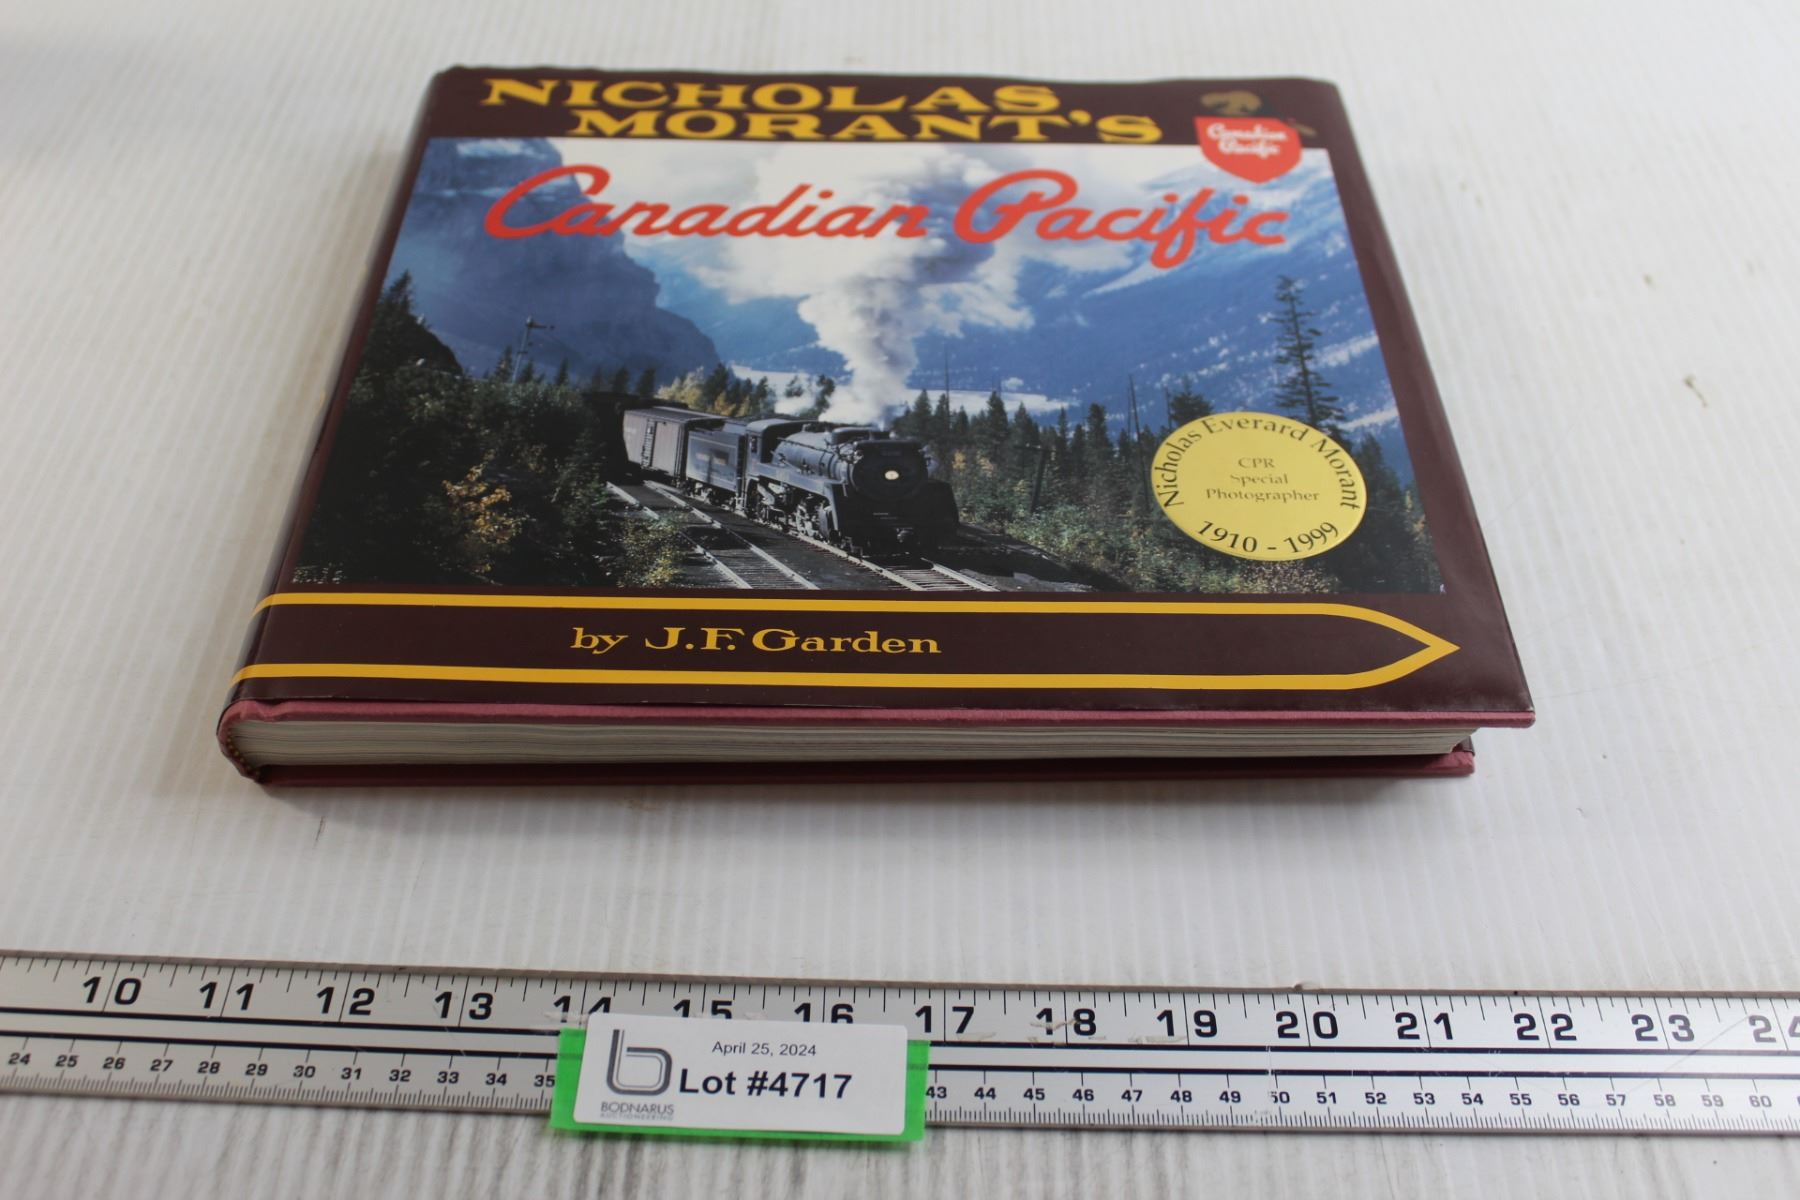 NICHOLAS
MORANT'S
Canadian
Pacific
Canadian Pacific
Nicholas Everard Morant
CPR
Special
Photographer
1910 - 1999
by J.F. Garden
10 11 12 13 14 15 16 17 18 19 20 21 22 23 24
24 25 26 27 28 29 30 31 32 33 34 35 43 44 45 46 47 48 49 50 51 52 53 54 55 56 57 58 59 60
April 25, 2024
Lot #4717
BODNARUS
AUCTIONEERING